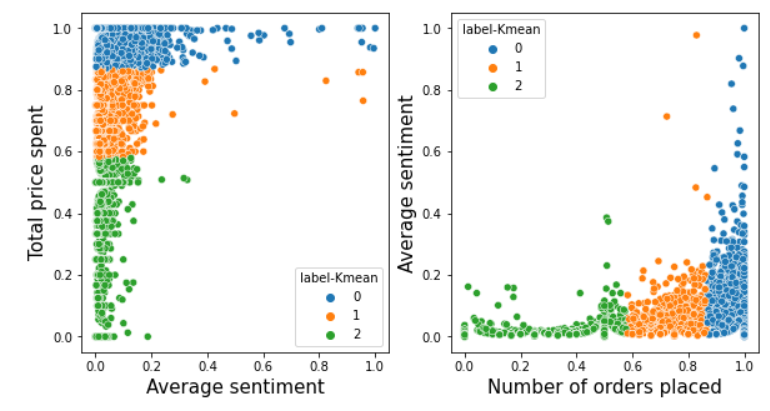 Total price spent
1.0
0.8
0.6
0.4
0.2
0.0
0.0 0.2 0.4 0.6 0.8 1.0
Average sentiment
label-Kmean
0
1
2
Average sentiment
1.0
0.8
0.6
0.4
0.2
0.0
0.0 0.2 0.4 0.6 0.8 1.0
Number of orders placed
label-Kmean
0
1
2